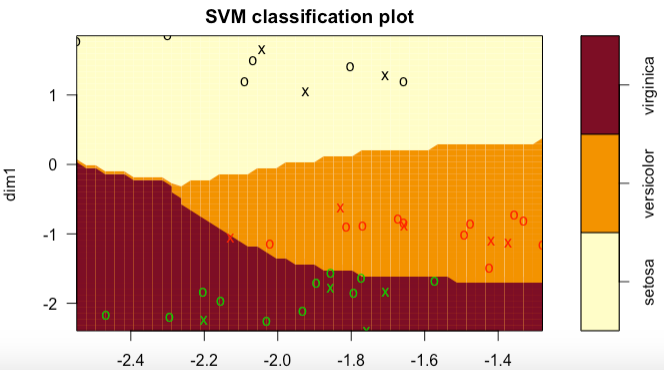 SVM classification plot
dim1
1
0
-1
-2
-2.4 -2.2 -2.0 -1.8 -1.6 -1.4
virginica
versicolor
setosa